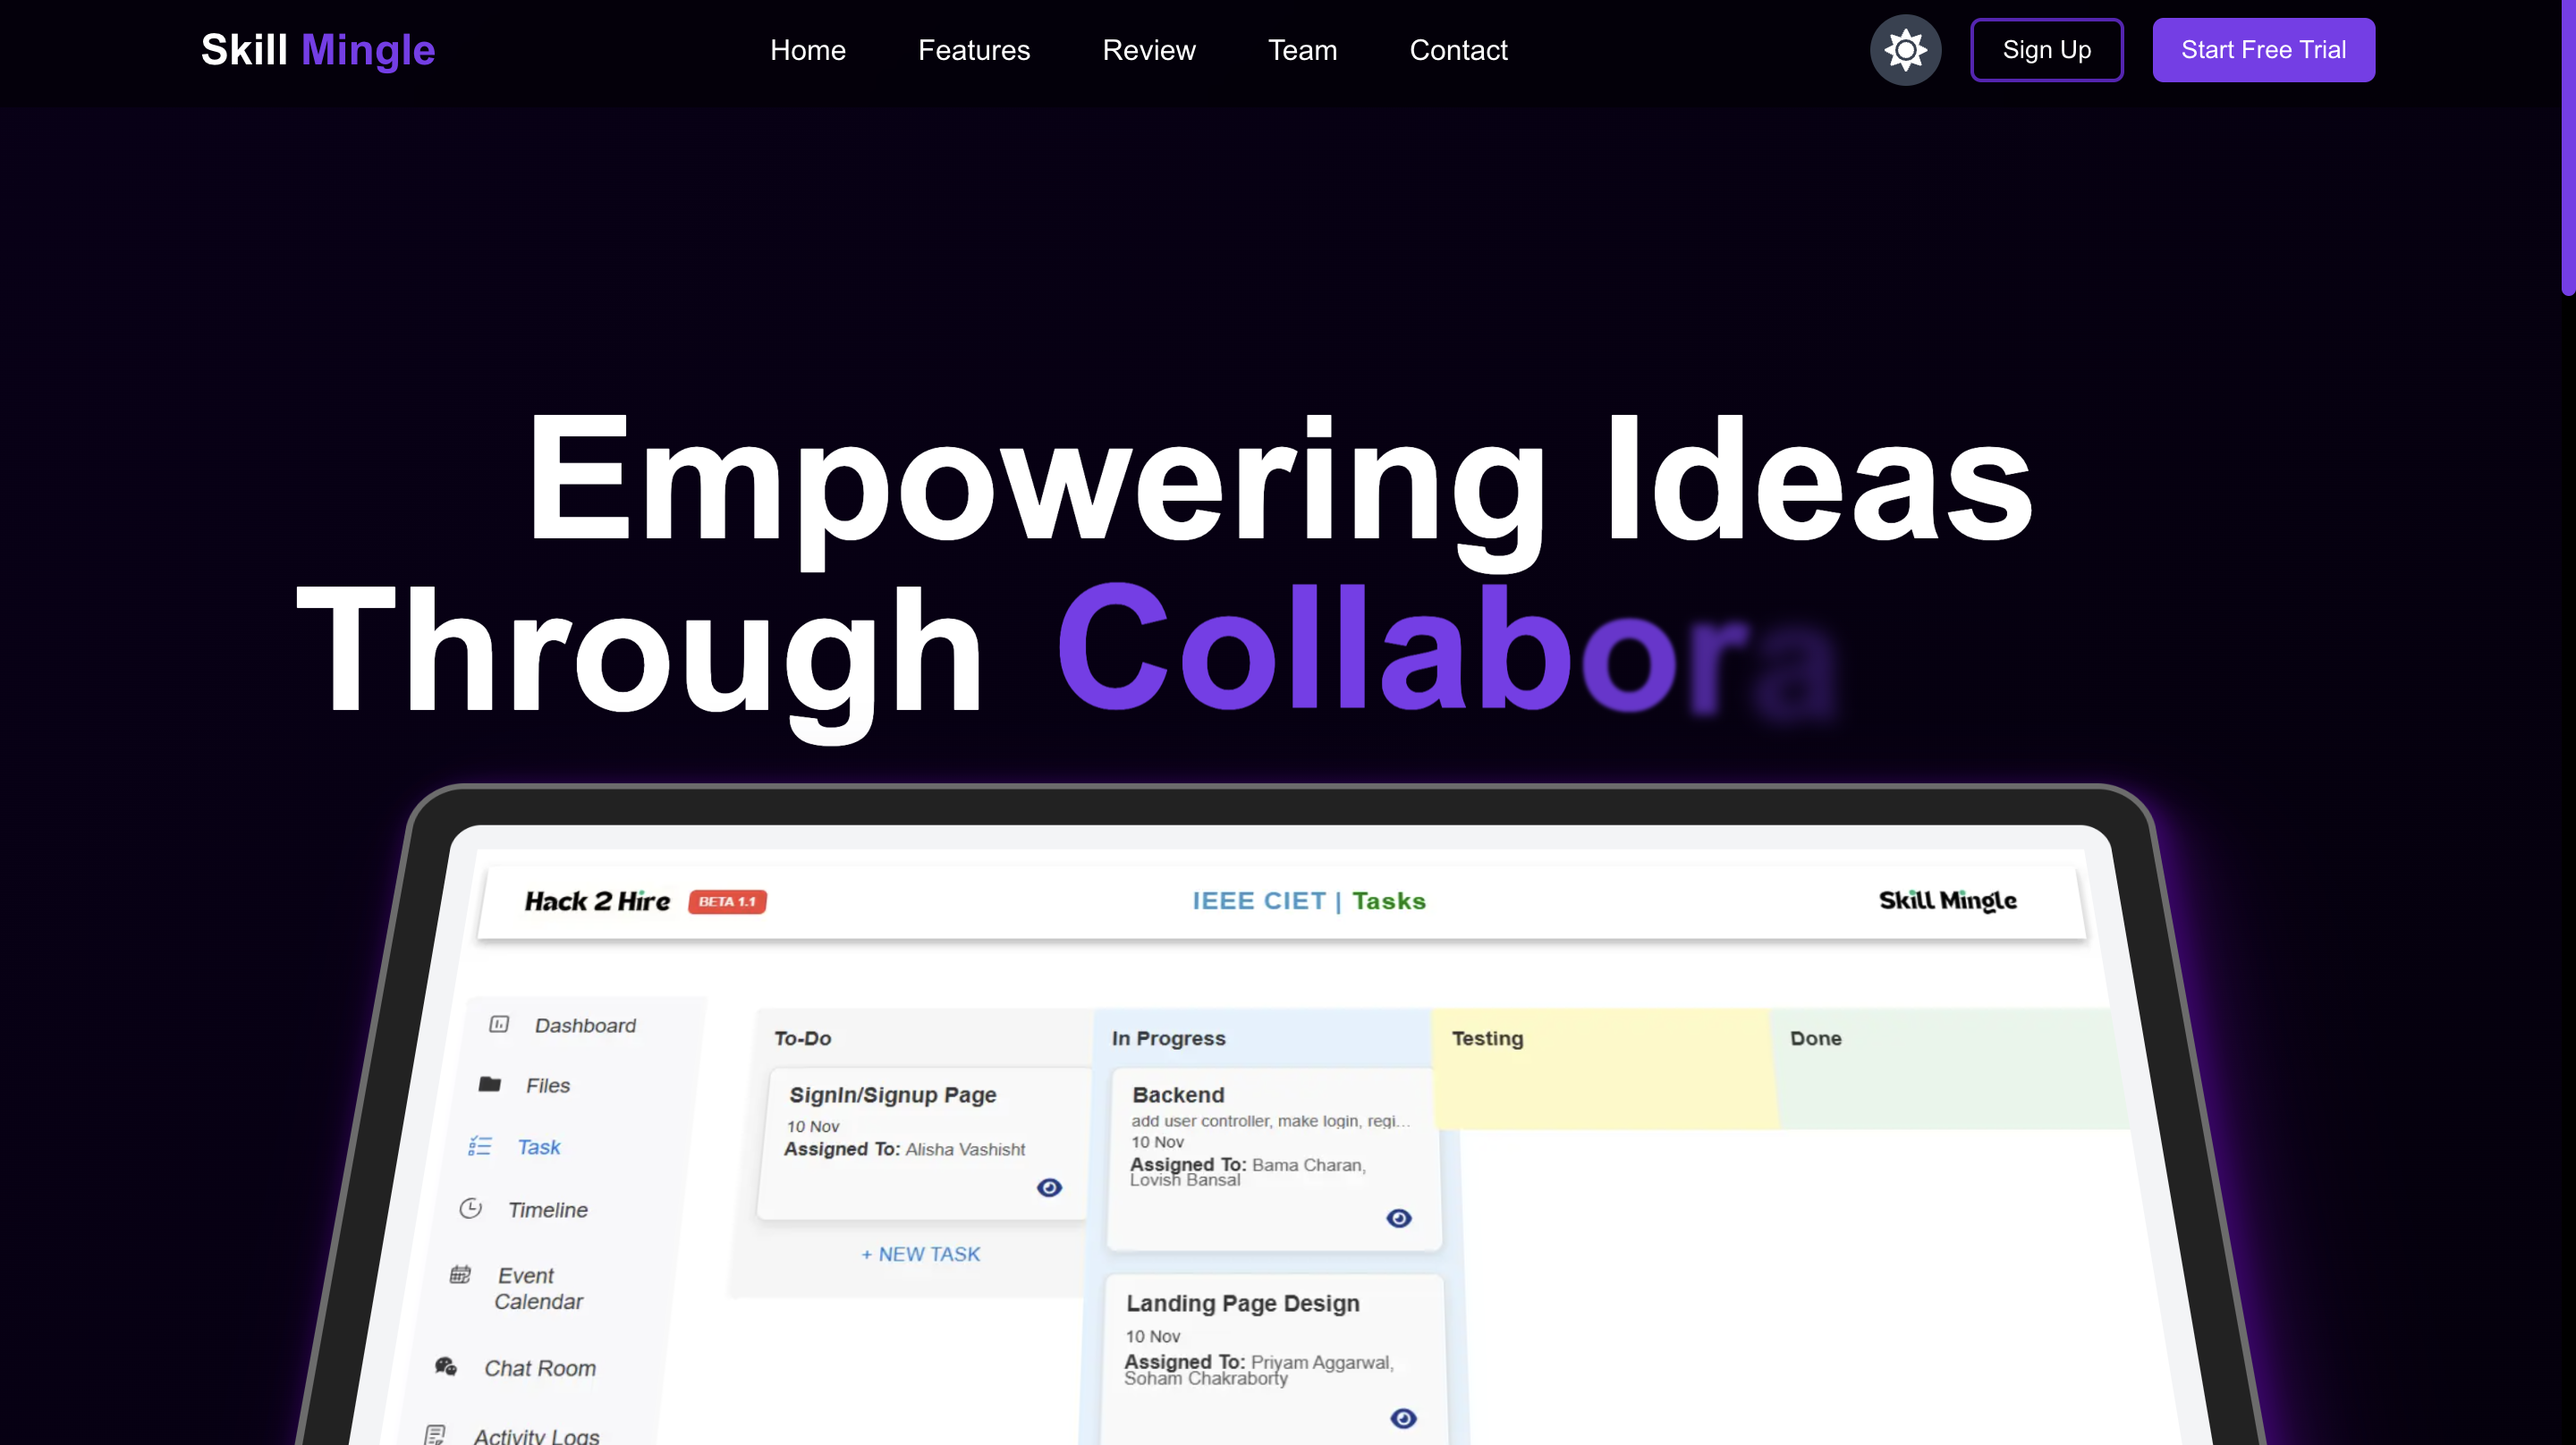 Skill Mingle
Home
Features
Review
Team
Contact
Sign Up
Start Free Trial
Empowering Ideas
Through Collabora
Hack 2 Hire
BETA 1.1
IEEE CIET | Tasks
Skill Mingle
Dashboard
Files
Task
Timeline
Event
Calendar
Chat Room
Activity Logs
To-Do
SignIn/Signup Page
10 Nov
Assigned To: Alisha Vashisht
+ NEW TASK
In Progress
Backend
add user controller, make login, regi...
10 Nov
Assigned To: Bama Charan,
Lovish Bansal
Landing Page Design
10 Nov
Assigned To: Priyam Aggarwal,
Soham Chakraborty
Testing
Done